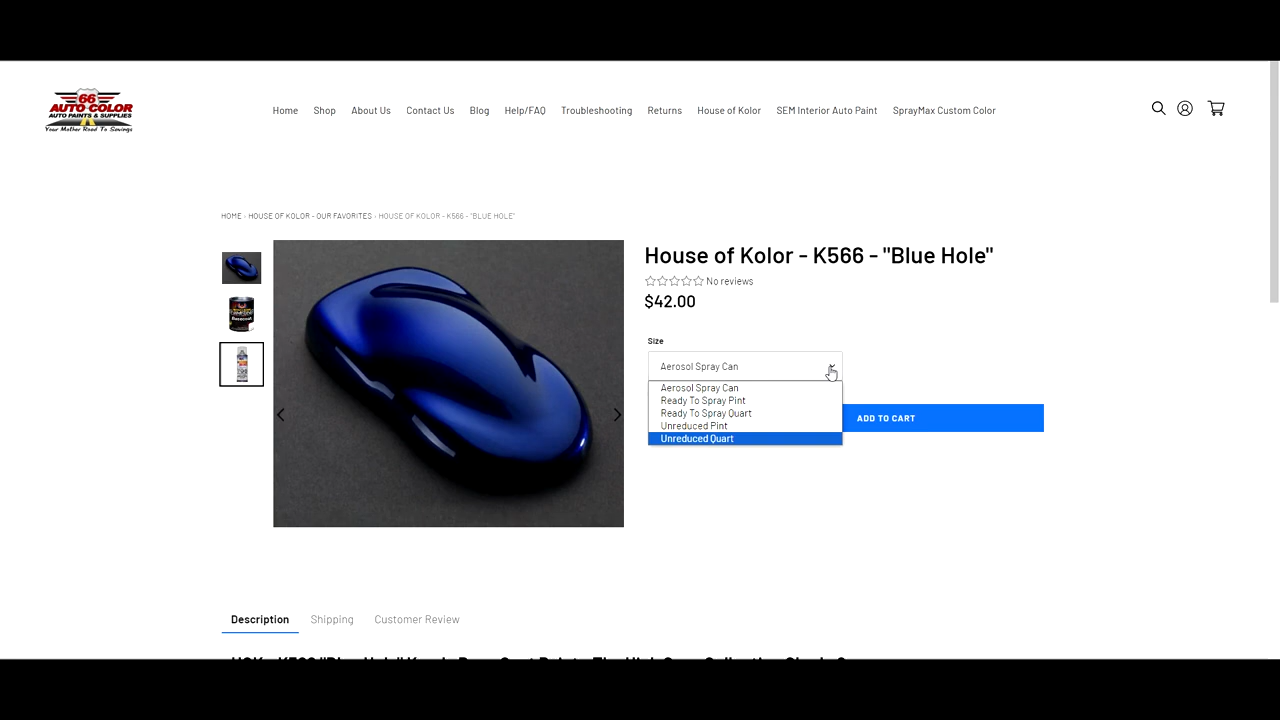 66
AUTO COLOR
AUTO PAINTS & SUPPLIES
Your Mother Road To Savings
Home Shop About Us Contact Us Blog Help/FAQ Troubleshooting Returns House of Kolor SEM Interior Auto Paint SprayMax Custom Color
HOME › HOUSE OF KOLOR - OUR FAVORITES › HOUSE OF KOLOR - K566 - "BLUE HOLE"
House of Kolor - K566 - "Blue Hole"
No reviews
$42.00
Size
Aerosol Spray Can
Aerosol Spray Can
Ready To Spray Pint
Ready To Spray Quart
Unreduced Pint
Unreduced Quart
ADD TO CART
Description Shipping Customer Review